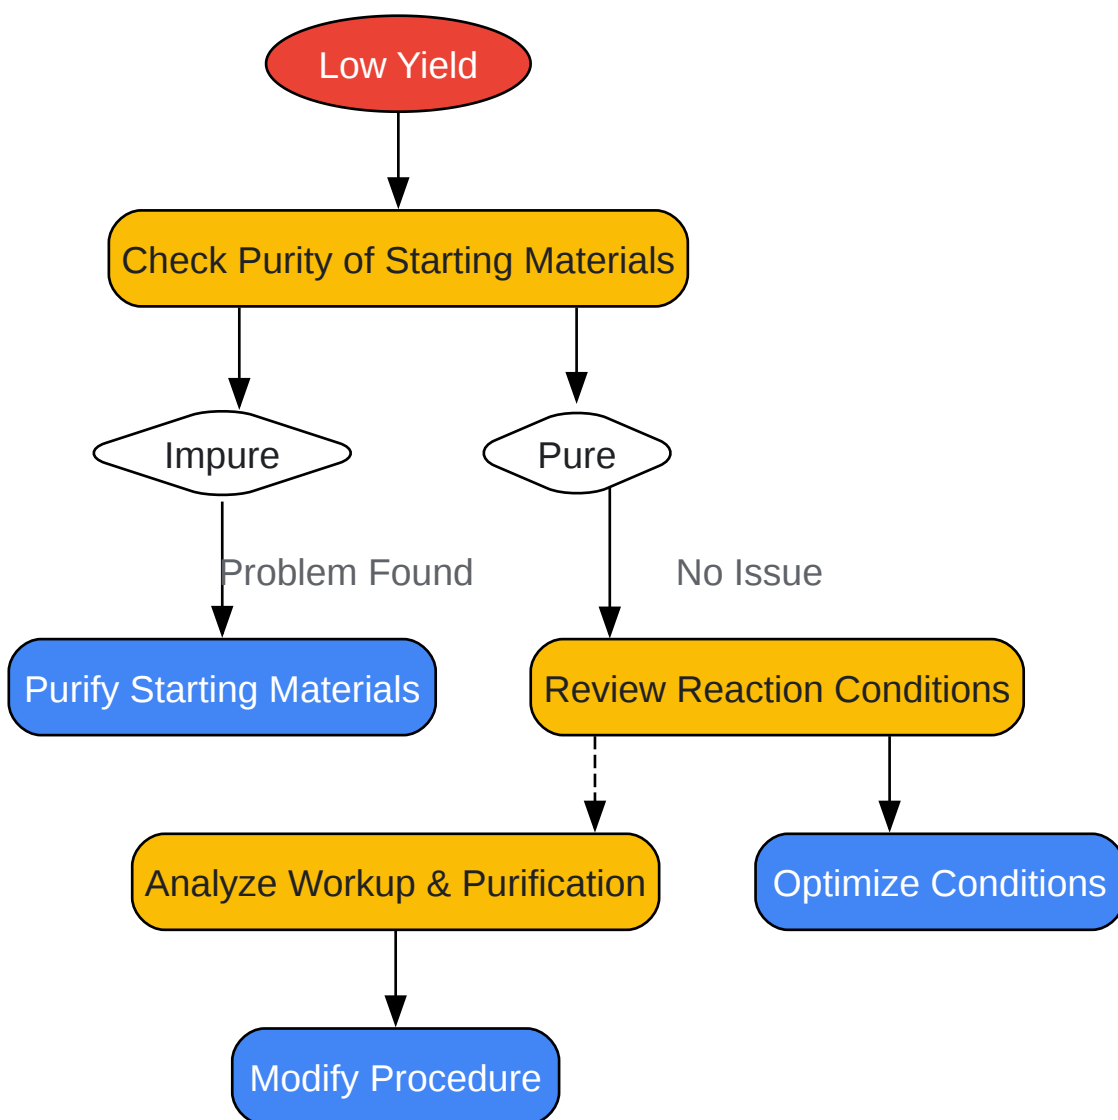 Low Yield
Check Purity of Starting Materials
Impure
Pure
Problem Found
No Issue
Purify Starting Materials
Review Reaction Conditions
Analyze Workup & Purification
Optimize Conditions
Modify Procedure